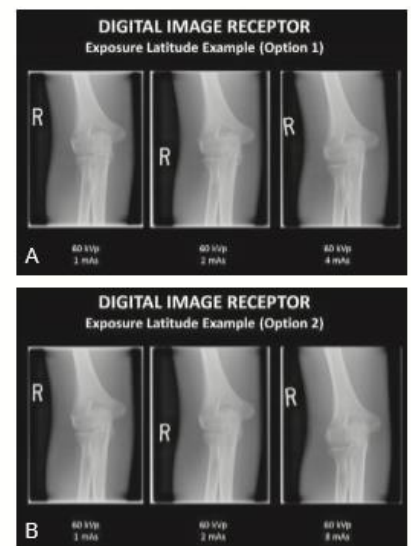 DIGITAL IMAGE RECEPTOR
Exposure Latitude Example (Option 1)
R
R
R
60 kVp
1 mAs
60 kVp
2 mAs
60 kVp
4 mAs
A
DIGITAL IMAGE RECEPTOR
Exposure Latitude Example (Option 2)
R
R
R
60 kVp
1 mAs
60 kVp
2 mAs
60 kVp
8 mAs
B